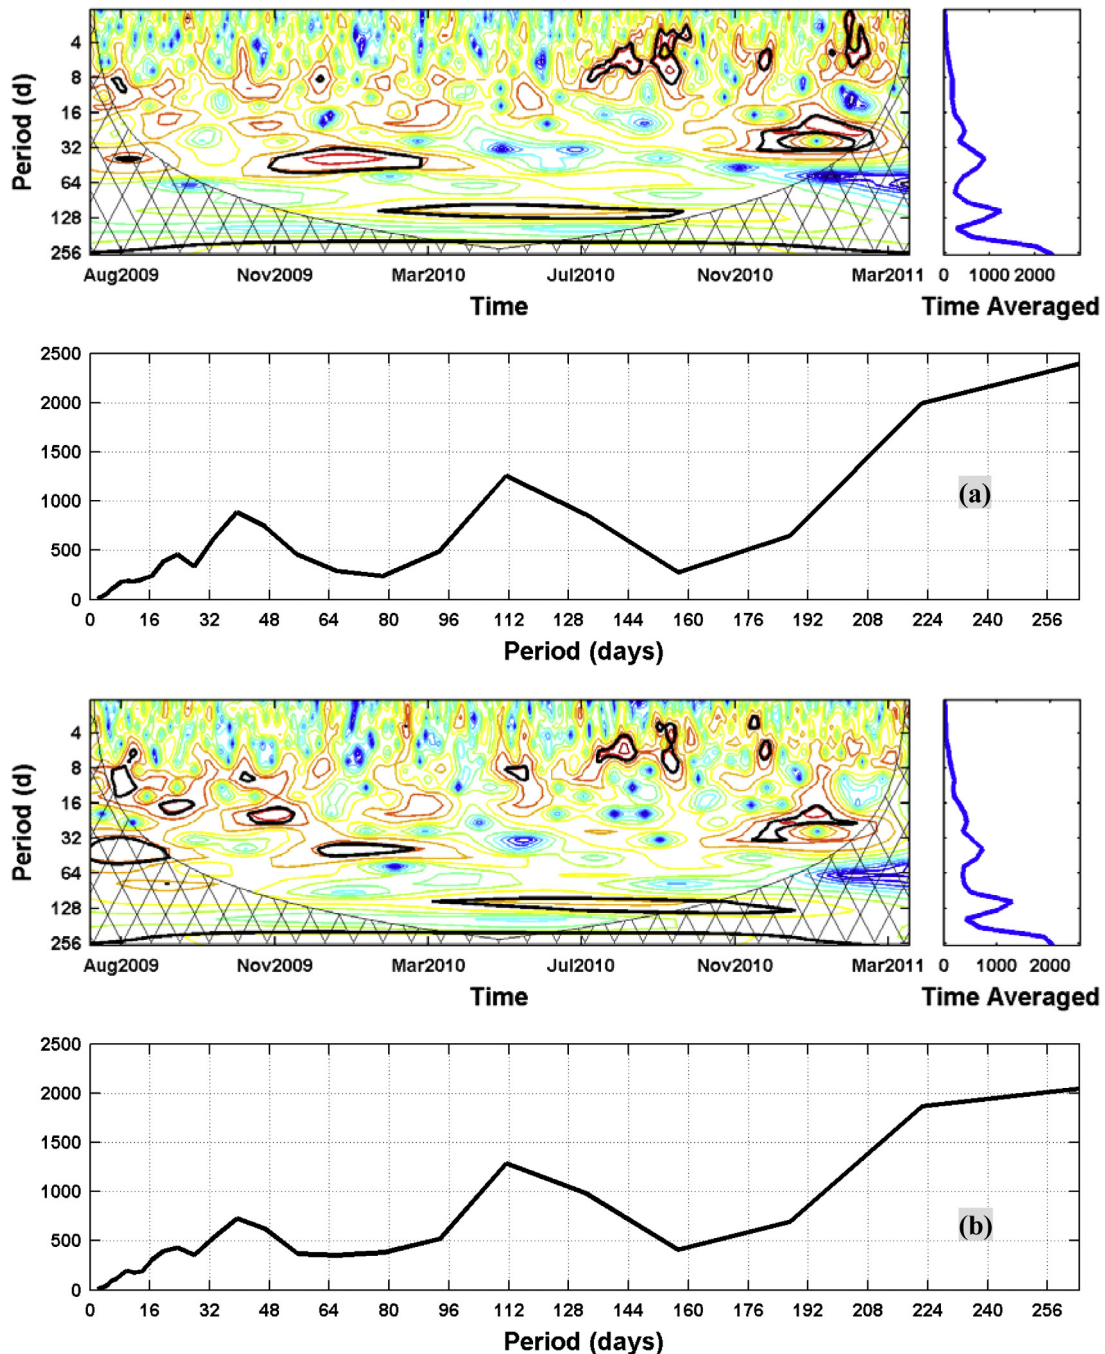 Period (d)
4
8
16
32
64
128
256
Aug2009 Nov2009 Mar2010 Jul2010 Nov2010 Mar2011
Time
0 1000 2000
Time Averaged
2500
2000
1500
1000
500
0
(a)
0 16 32 48 64 80 96 112 128 144 160 176 192 208 224 240 256
Period (days)
Period (d)
4
8
16
32
64
128
256
Aug2009 Nov2009 Mar2010 Jul2010 Nov2010 Mar2011
Time
0 1000 2000
Time Averaged
2500
2000
1500
1000
500
0
(b)
0 16 32 48 64 80 96 112 128 144 160 176 192 208 224 240 256
Period (days)